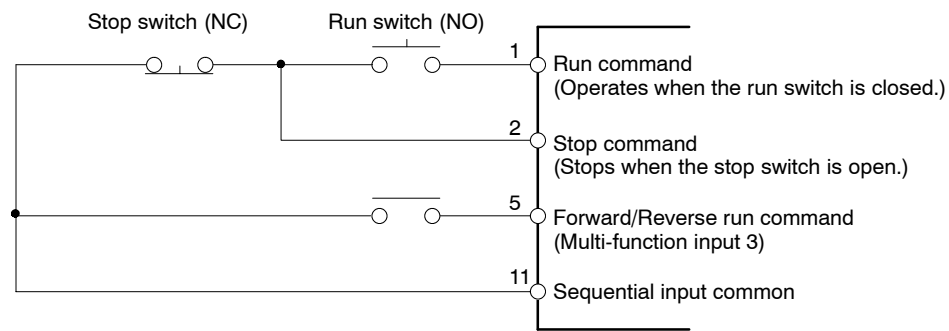 Stop switch (NC)
Run switch (NO)
1
Run command
(Operates when the run switch is closed.)
2
Stop command
(Stops when the stop switch is open.)
5
Forward/Reverse run command
(Multi-function input 3)
11
Sequential input common